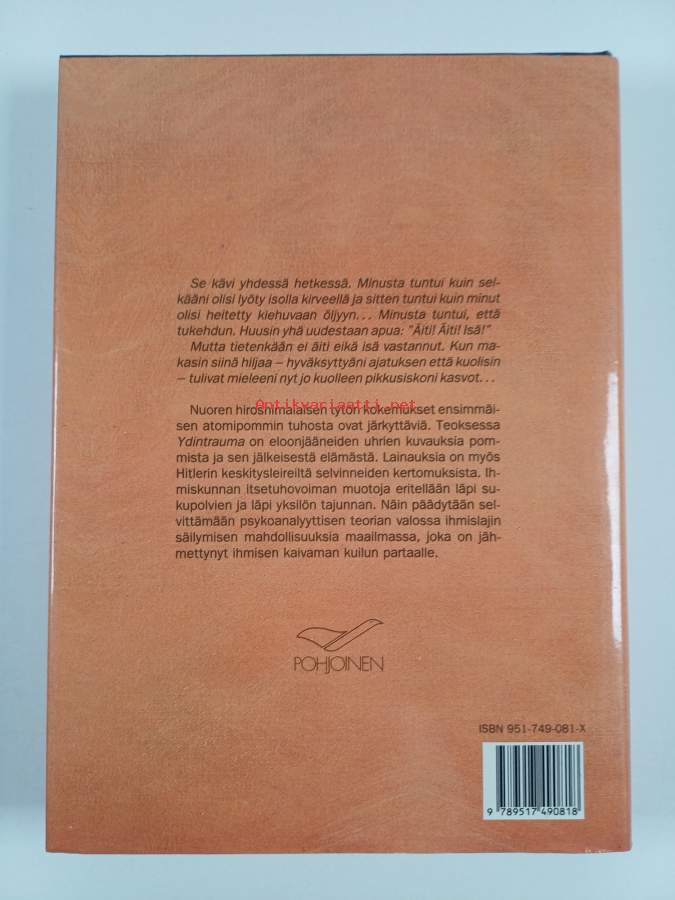 Se kävi yhdessä hetkessä. Minusta tuntui kuin sel-
kääni olisi lyöty isolla kirveellä ja sitten tuntui kuin minut
olisi heitetty kiehuvaan öljyyn... Minusta tuntui, että
tukehdun. Huusin yhä uudestaan apua: "Äiti! Äiti! Isä!"
Mutta tietenkään ei äiti eikä isä vastannut. Kun ma-
kasin siinä hiljaa – hyväksyttyäni ajatuksen että kuolisin
– tulivat mieleeni nyt jo kuolleen pikkusiskoni kasvot...
Antikvariaatti.net
Nuoren hiroshimalaisen tytön kokemukset ensimmäi-
sen atomipommin tuhosta ovat järkyttäviä. Teoksessa
Ydintrauma on eloonjääneiden uhrien kuvauksia pom-
mista ja sen jälkeisestä elämästä. Lainauksia on myös
Hitlerin keskitysleireiltä selvinneiden kertomuksista. Ih-
miskunnan itsetuhovoiman muotoja eritellään läpi su-
kupolvien ja läpi yksilön tajunnan. Näin päädytään sel-
vittämään psykoanalyyttisen teorian valossa ihmislajin
säilymisen mahdollisuuksia maailmassa, joka on jäh-
mettynyt ihmisen kaivaman kuilun partaalle.
POHJOINEN
ISBN 951-749-081-X
9 789517 490818